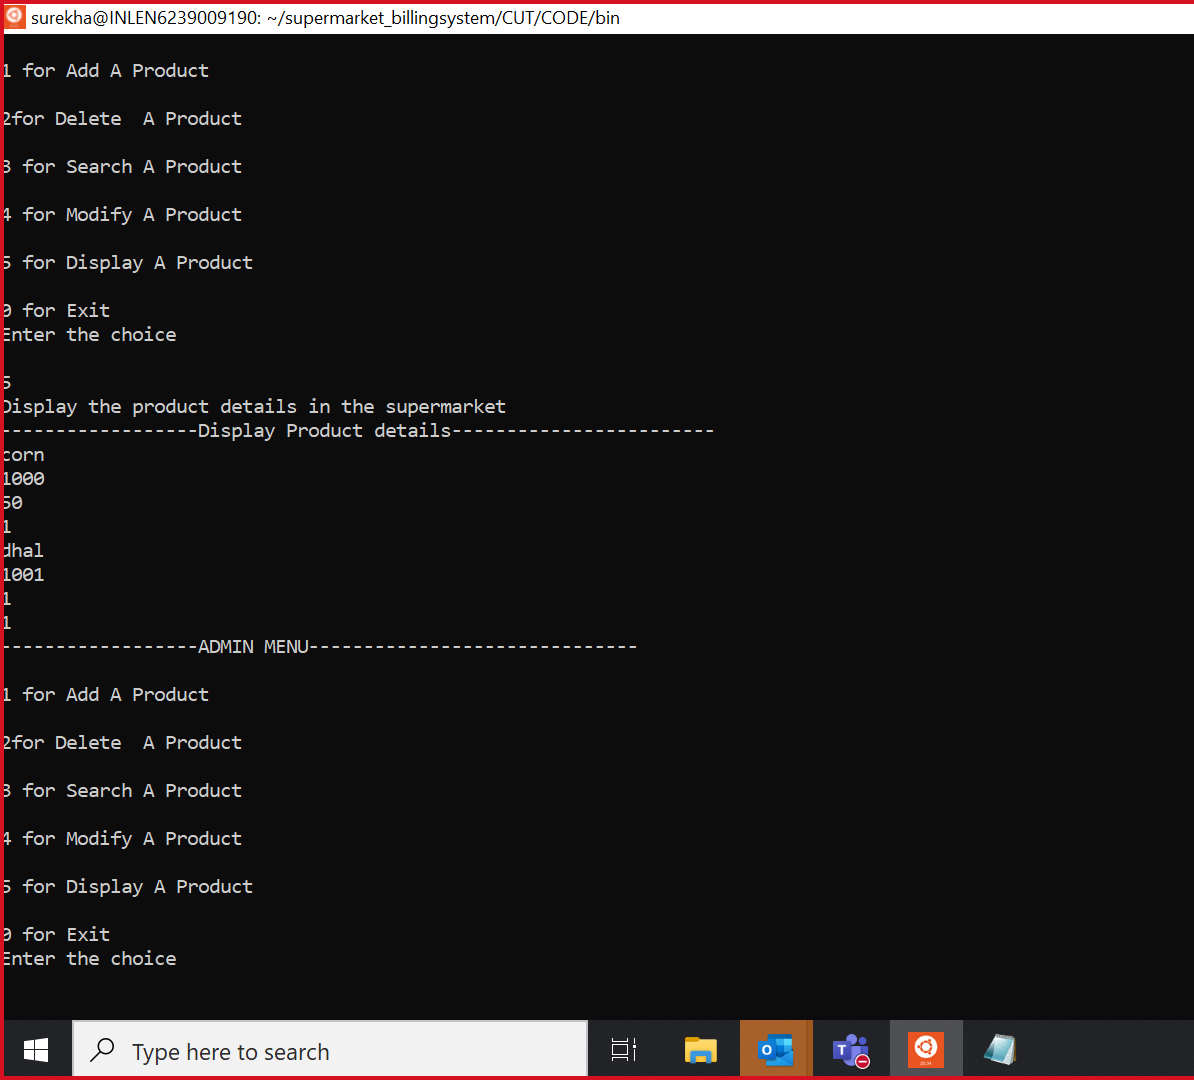 surekha@INLEN6239009190: ~/supermarket_billingsystem/CUT/CODE/bin
1 for Add A Product
2for Delete  A Product
3 for Search A Product
4 for Modify A Product
5 for Display A Product
0 for Exit
Enter the choice
5
Display the product details in the supermarket
------------------Display Product details------------------------
corn
1000
50
1
dhal
1001
1
1
------------------ADMIN MENU------------------------------
1 for Add A Product
2for Delete  A Product
3 for Search A Product
4 for Modify A Product
5 for Display A Product
0 for Exit
Enter the choice
Type here to search